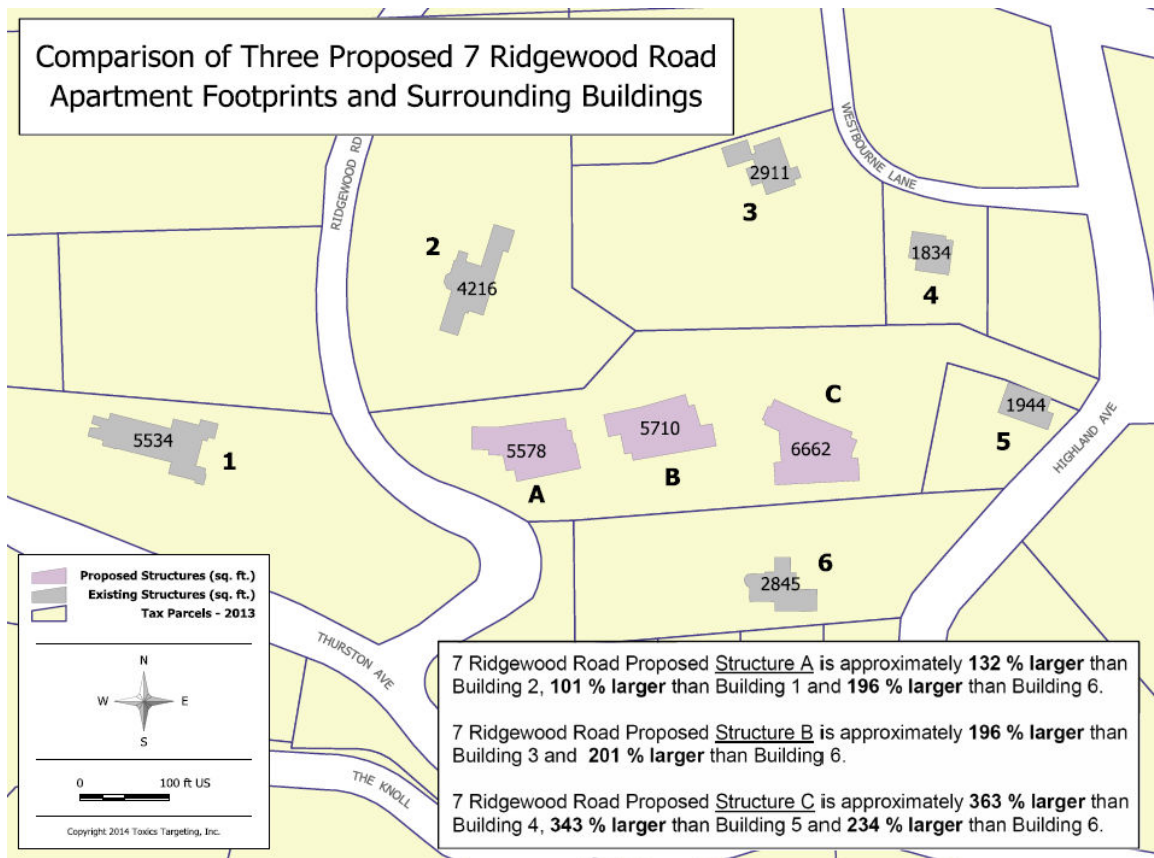 Comparison of Three Proposed 7 Ridgewood Road
Apartment Footprints and Surrounding Buildings
RIDGEWOOD RD
WESTBOURNE LANE
2911
3
2
4216
1834
4
C
1944
5
HIGHLAND AVE
5534
1
5578
A
5710
B
6662
6
2845
Proposed Structures (sq. ft.)
Existing Structures (sq. ft.)
Tax Parcels - 2013
N
W E
S
0 100 ft US
Copyright 2014 Toxics Targeting, Inc.
THURSTON AVE
THE KNOLL
7 Ridgewood Road Proposed Structure A is approximately 132 % larger than
Building 2, 101 % larger than Building 1 and 196 % larger than Building 6.
7 Ridgewood Road Proposed Structure B is approximately 196 % larger than
Building 3 and 201 % larger than Building 6.
7 Ridgewood Road Proposed Structure C is approximately 363 % larger than
Building 4, 343 % larger than Building 5 and 234 % larger than Building 6.